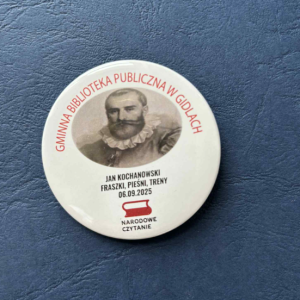 GMINNA BIBLIOTEKA PUBLICZNA W GIDLACH
JAN KOCHANOWSKI
FRASZKI, PIEŚNI, TRENY
06.09.2025
NARODOWE
CZYTANIE